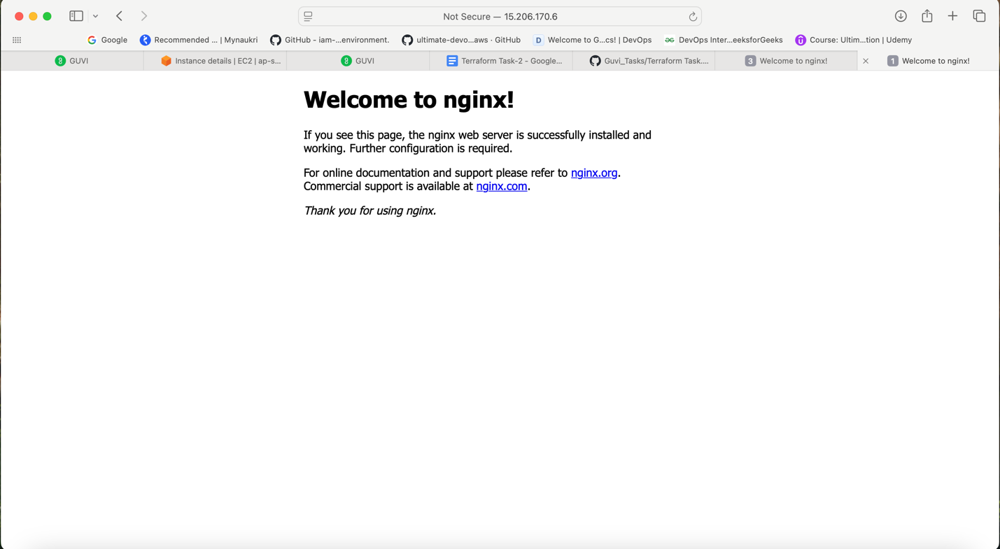 Not Secure — 15.206.170.6
Google
Recommended ... | Mynaukri
GitHub - iam-...environment.
ultimate-devo...aws · GitHub
D
Welcome to G...cs! | DevOps
DevOps Inter...eeksforGeeks
Course: Ultim...tion | Udemy
GUVI
Instance details | EC2 | ap-s...
GUVI
Terraform Task-2 - Google...
Guvi_Tasks/Terraform Task....
3 Welcome to nginx!
1 Welcome to nginx!
Welcome to nginx!
If you see this page, the nginx web server is successfully installed and
working. Further configuration is required.
For online documentation and support please refer to nginx.org.
Commercial support is available at nginx.com.
Thank you for using nginx.